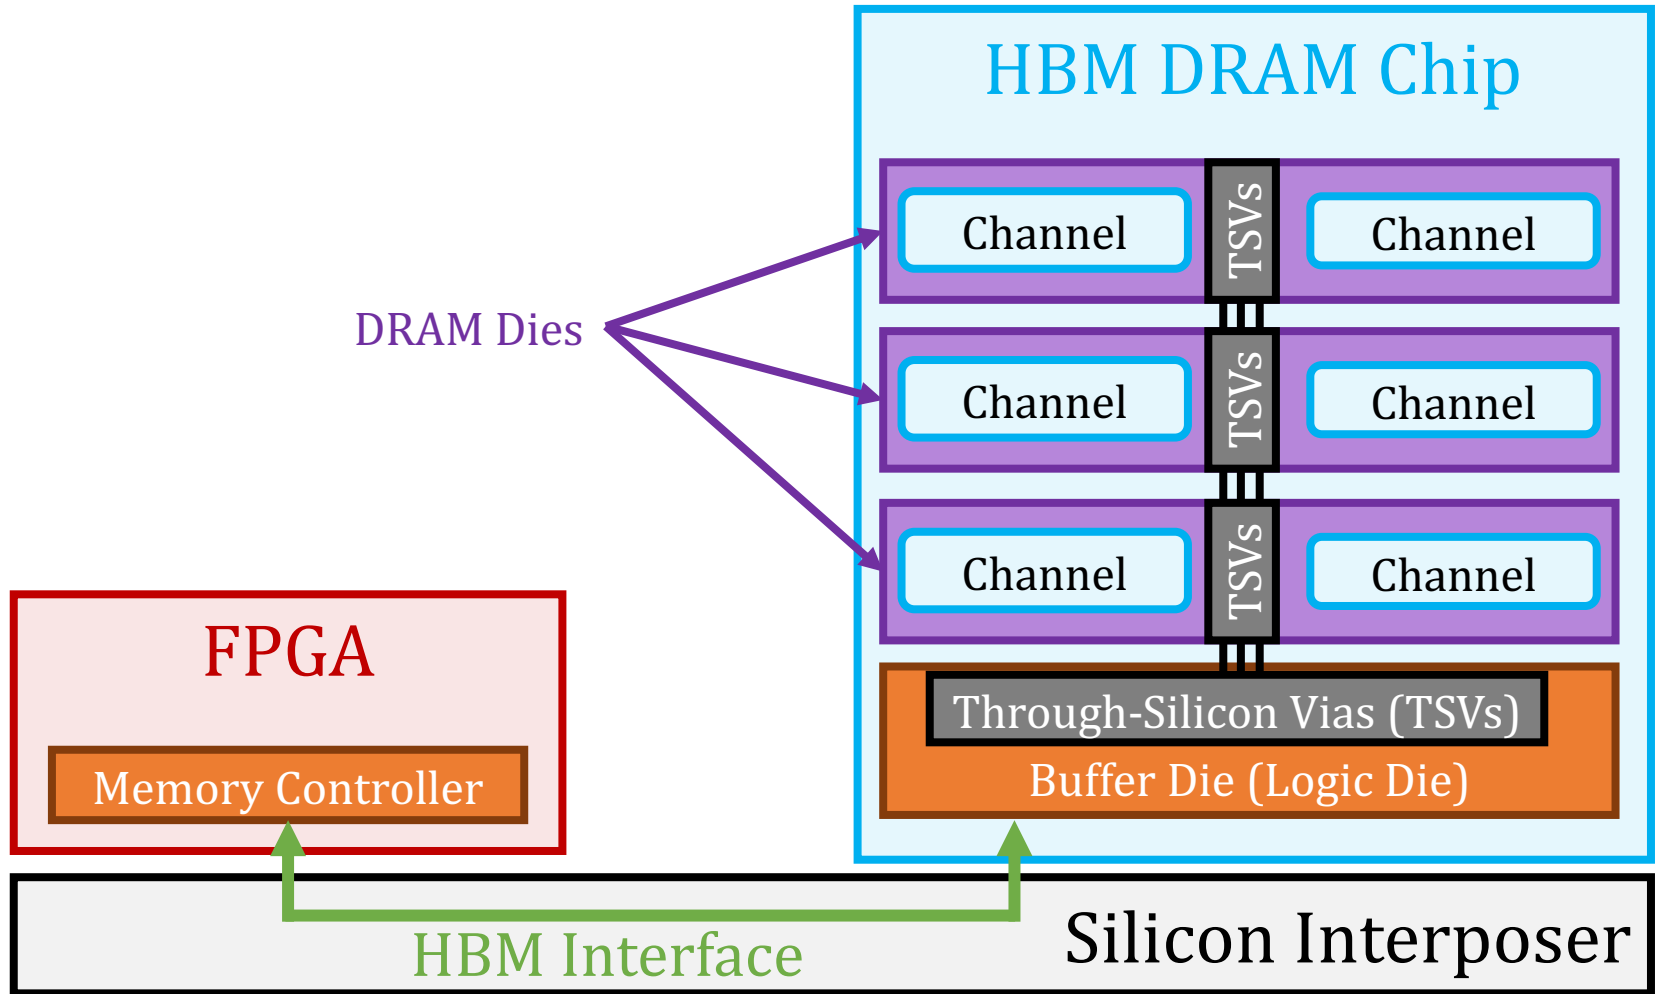 HBM DRAM Chip
Channel
TSVs
Channel
DRAM Dies
Channel
TSVs
Channel
Channel
TSVs
Channel
FPGA
Through-Silicon Vias (TSVs)
Memory Controller
Buffer Die (Logic Die)
HBM Interface
Silicon Interposer